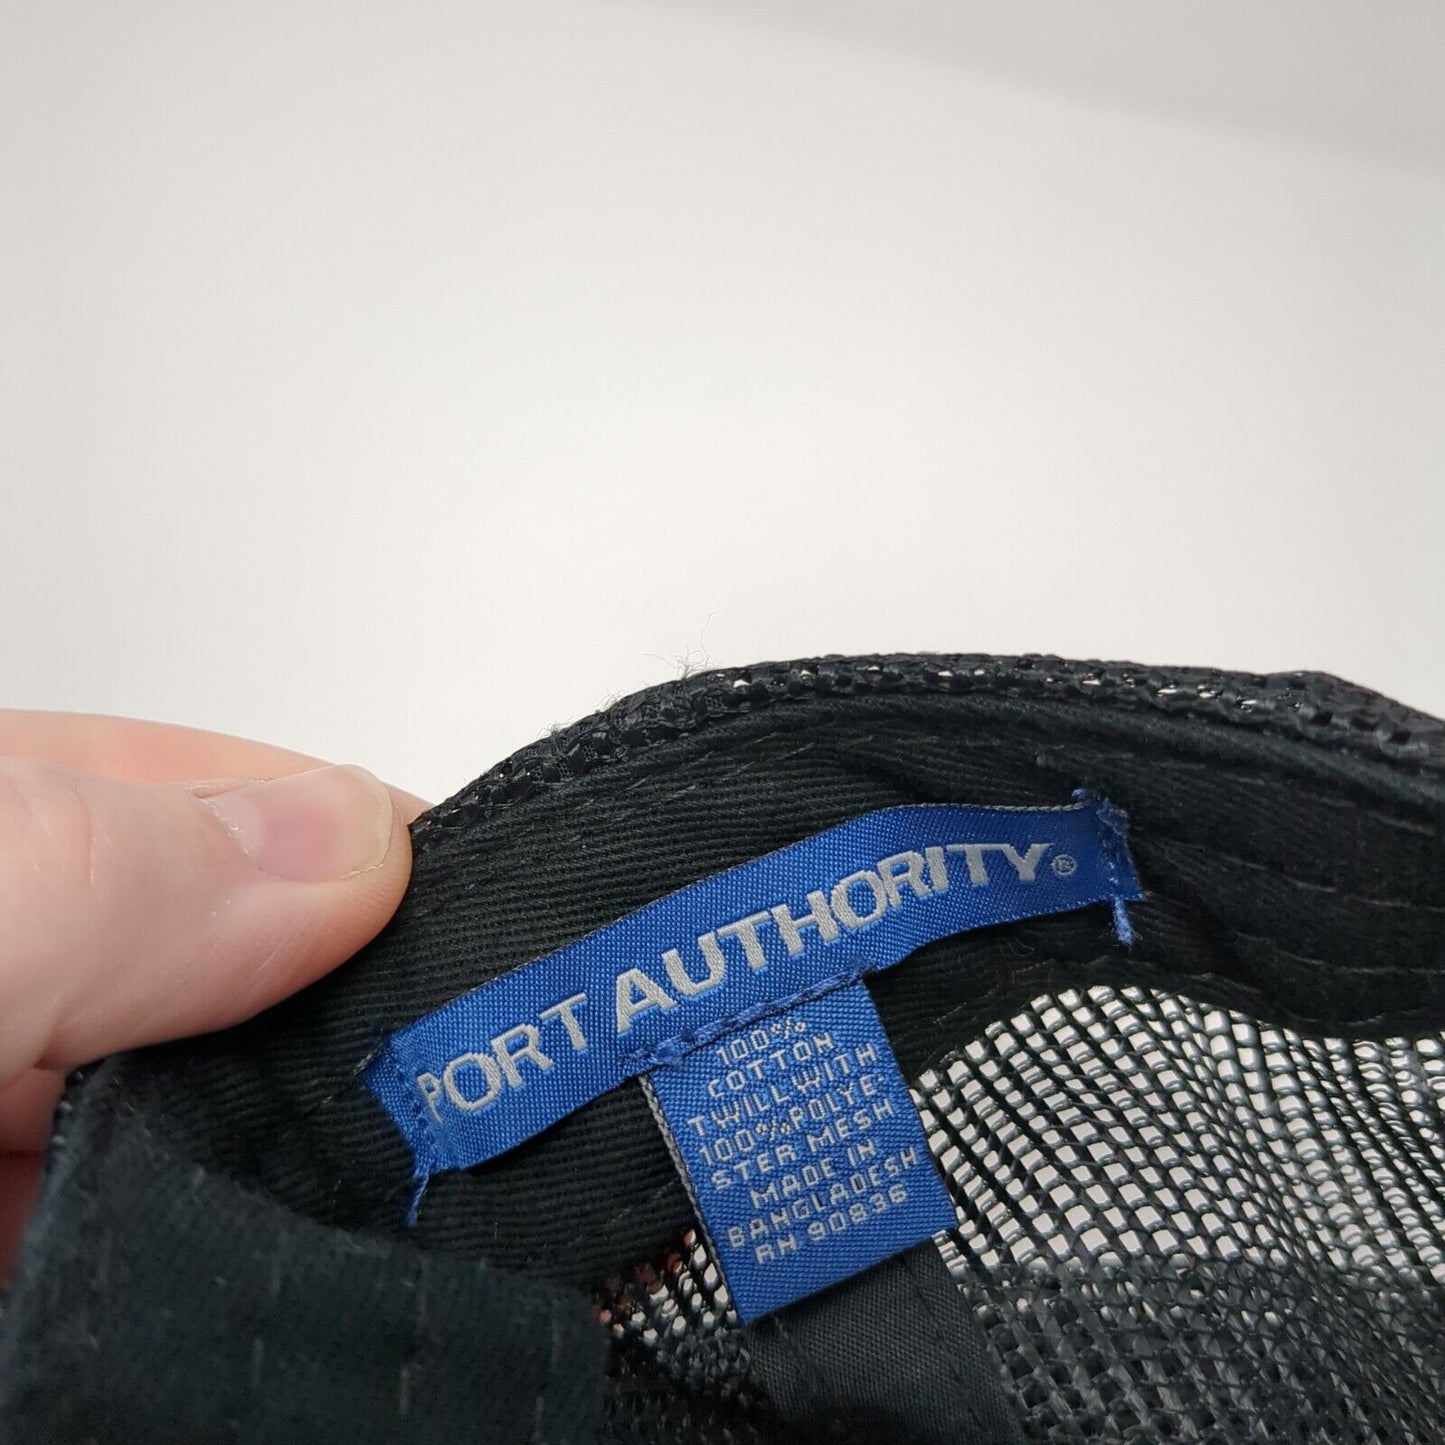 PORT AUTHORITY®
100%
COTTON
TWILL WITH
100% POLYE-
STER MESH
MADE IN
BANGLADESH
RN 90836